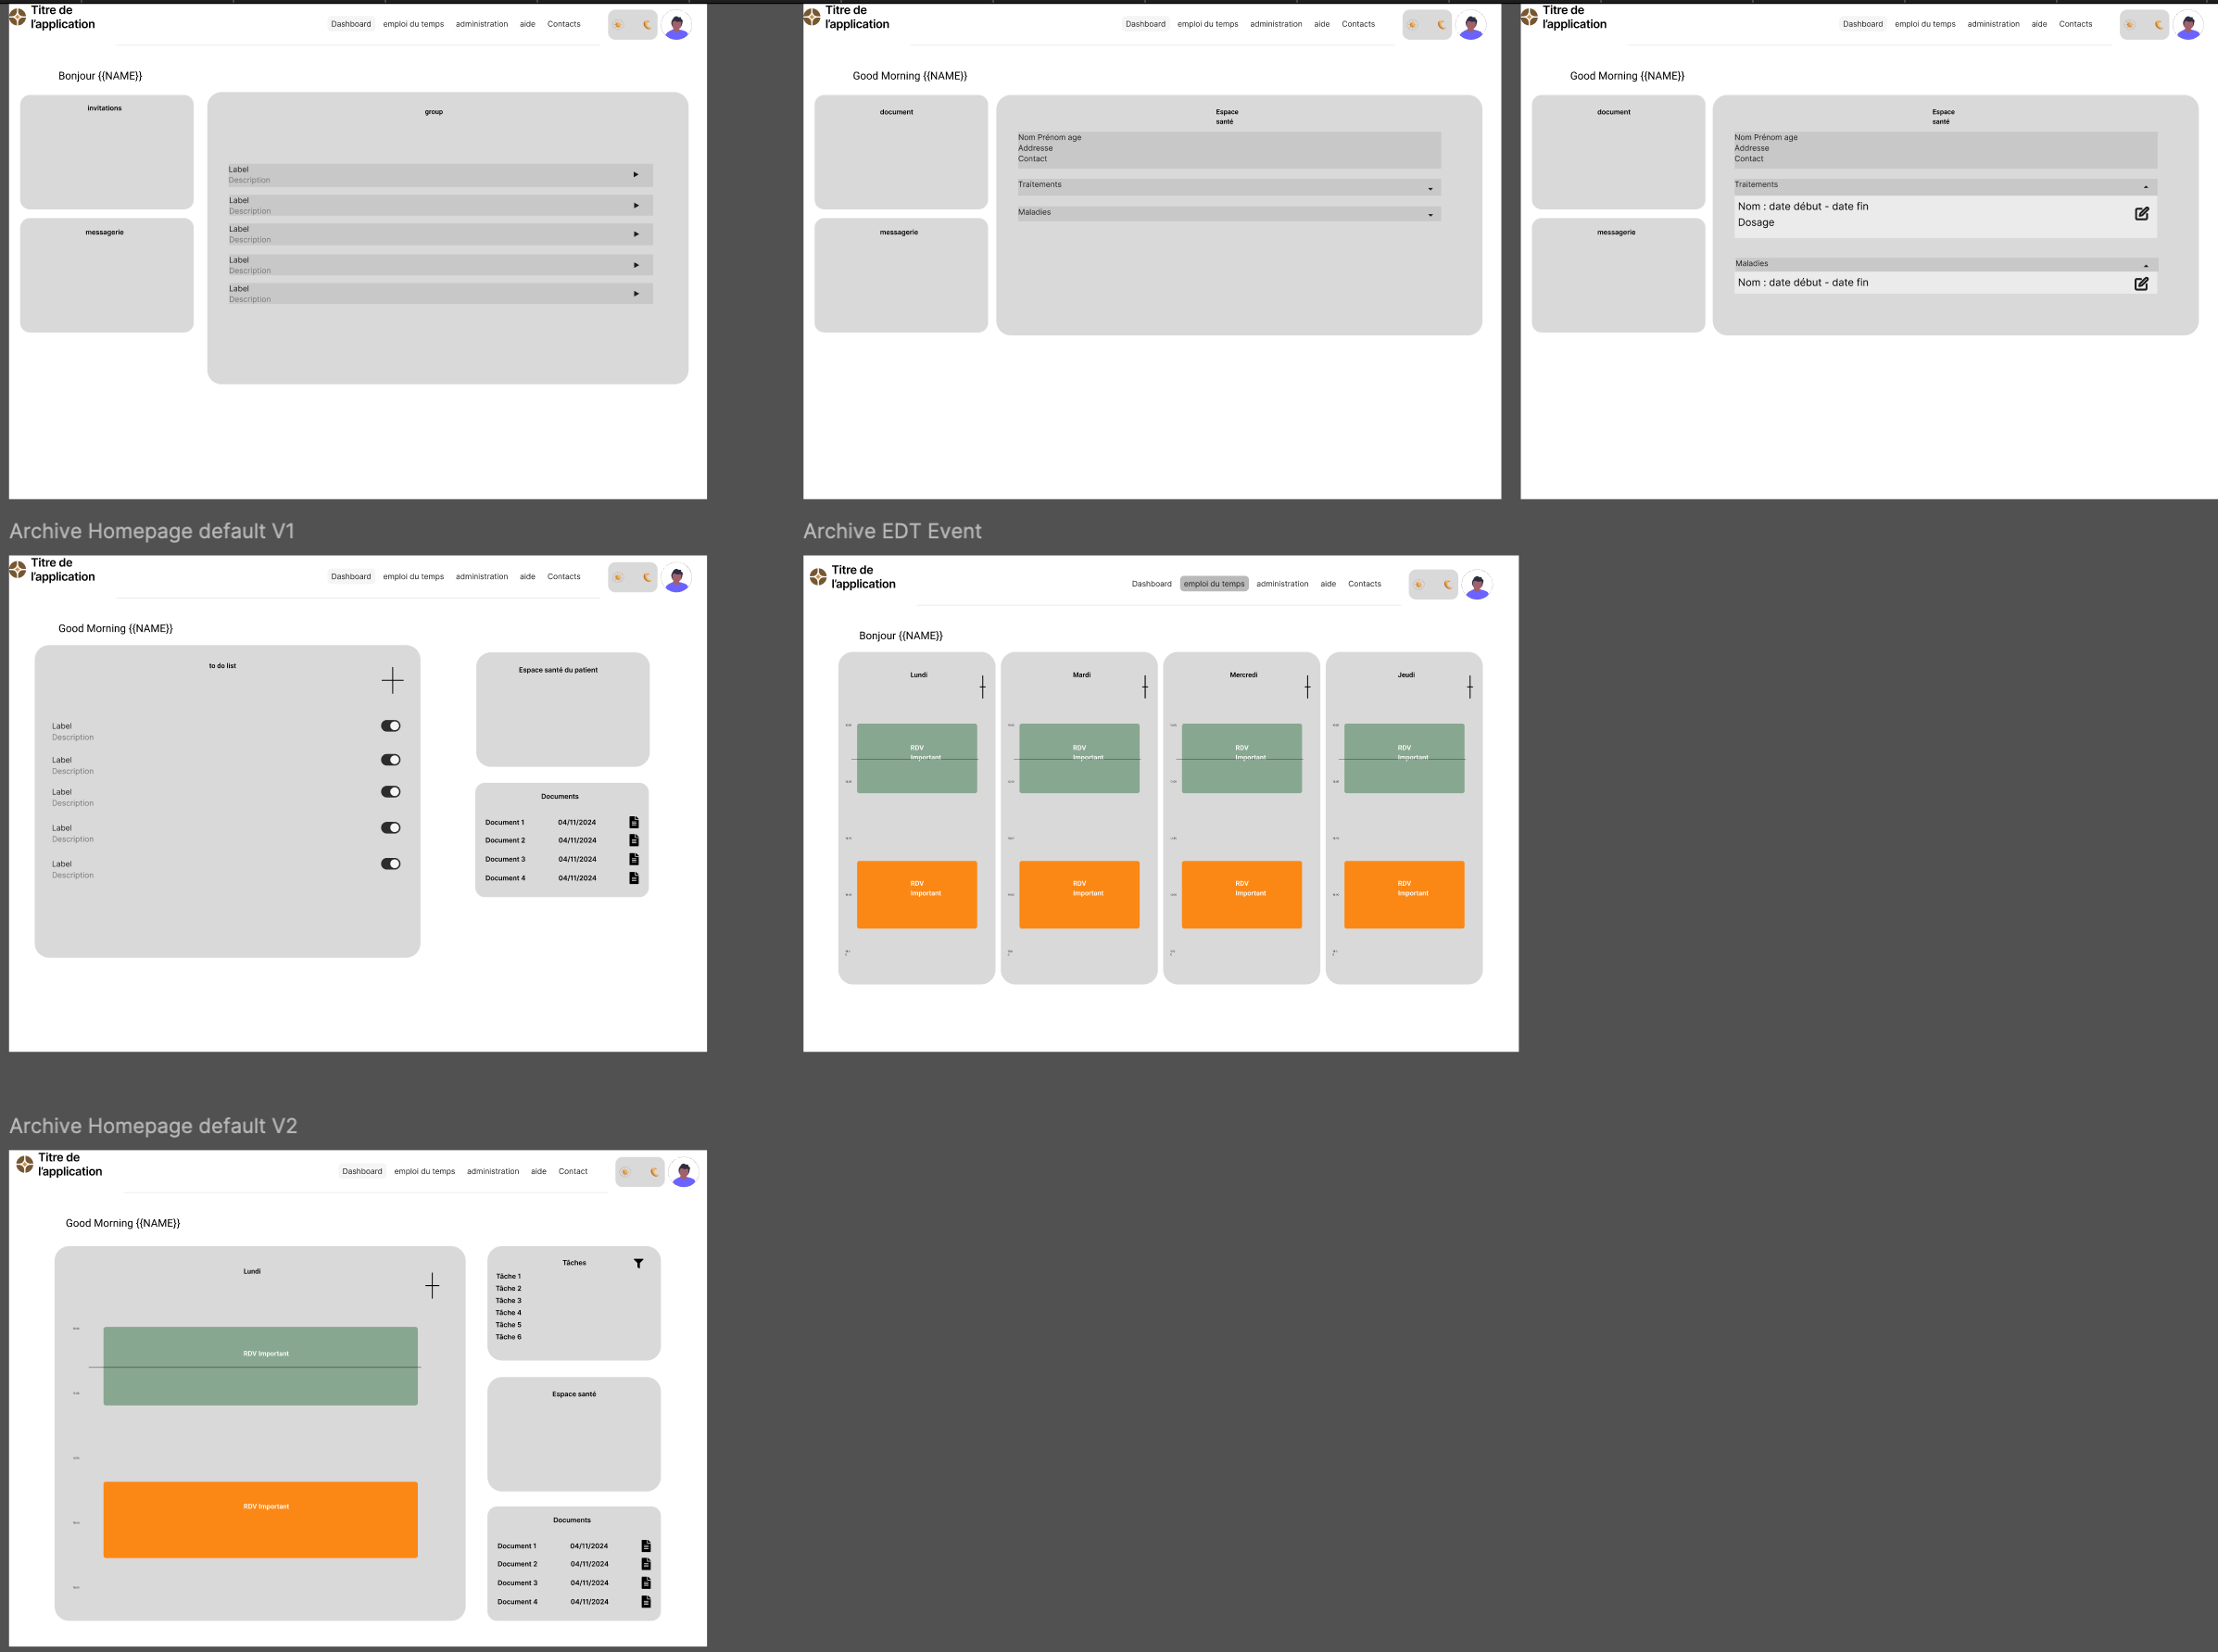 Titre de
l'application
Dashboard
emploi du temps
administration
aide
Contacts
Bonjour {{NAME}}
invitations
messagerie
group
Label
Description
Label
Description
Label
Description
Label
Description
Label
Description
Titre de
l'application
Dashboard
emploi du temps
administration
aide
Contacts
Good Morning {{NAME}}
document
messagerie
Espace
santé
Nom Prénom age
Addresse
Contact
Traitements
Maladies
Titre de
l'application
Dashboard
emploi du temps
administration
aide
Contacts
Good Morning {{NAME}}
document
messagerie
Espace
santé
Nom Prénom age
Addresse
Contact
Traitements
Nom : date début - date fin
Dosage
Maladies
Nom : date début - date fin
Archive Homepage default V1
Titre de
l'application
Dashboard
emploi du temps
administration
aide
Contacts
Good Morning {{NAME}}
to do list
Label
Description
Label
Description
Label
Description
Label
Description
Label
Description
Espace santé du patient
Documents
Document 1 04/11/2024
Document 2 04/11/2024
Document 3 04/11/2024
Document 4 04/11/2024
Archive EDT Event
Titre de
l'application
Dashboard
emploi du temps
administration
aide
Contacts
Bonjour {{NAME}}
Lundi
RDV
Important
RDV
Important
Mardi
RDV
Important
RDV
Important
Mercredi
RDV
Important
RDV
Important
Jeudi
RDV
Important
RDV
Important
Archive Homepage default V2
Titre de
l'application
Dashboard
emploi du temps
administration
aide
Contact
Good Morning {{NAME}}
Lundi
RDV Important
RDV Important
Tâches
Tâche 1
Tâche 2
Tâche 3
Tâche 4
Tâche 5
Tâche 6
Espace santé
Documents
Document 1 04/11/2024
Document 2 04/11/2024
Document 3 04/11/2024
Document 4 04/11/2024